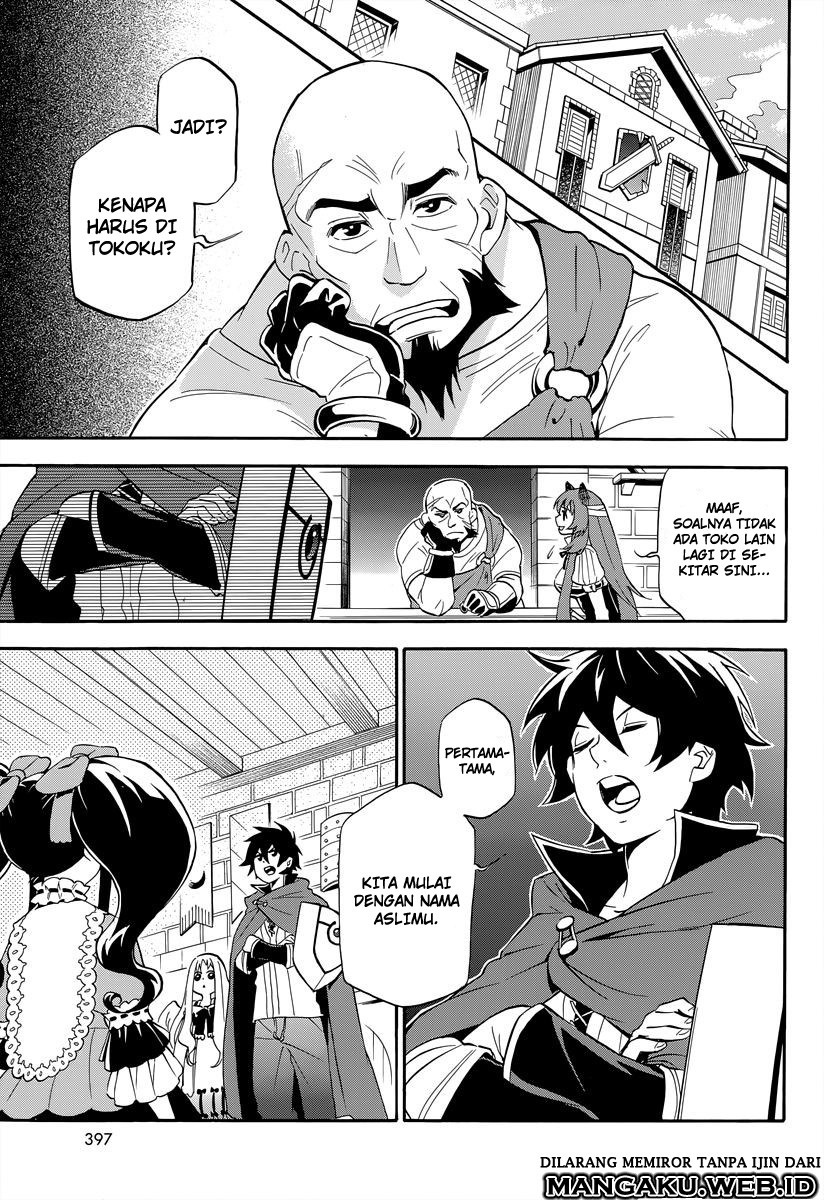 JADI?
KENAPA
HARUS DI
TOKOKU?
MAAF,
SOALNYA TIDAK
ADA TOKO LAIN
LAGI DI SE-
KITAR SINI...
PERTAMA-
TAMA,
KITA MULAI
DENGAN NAMA
ASLIMU.
397
DILARANG MEMIROR TANPA IJIN DARI
MANGAKU.WEB.ID